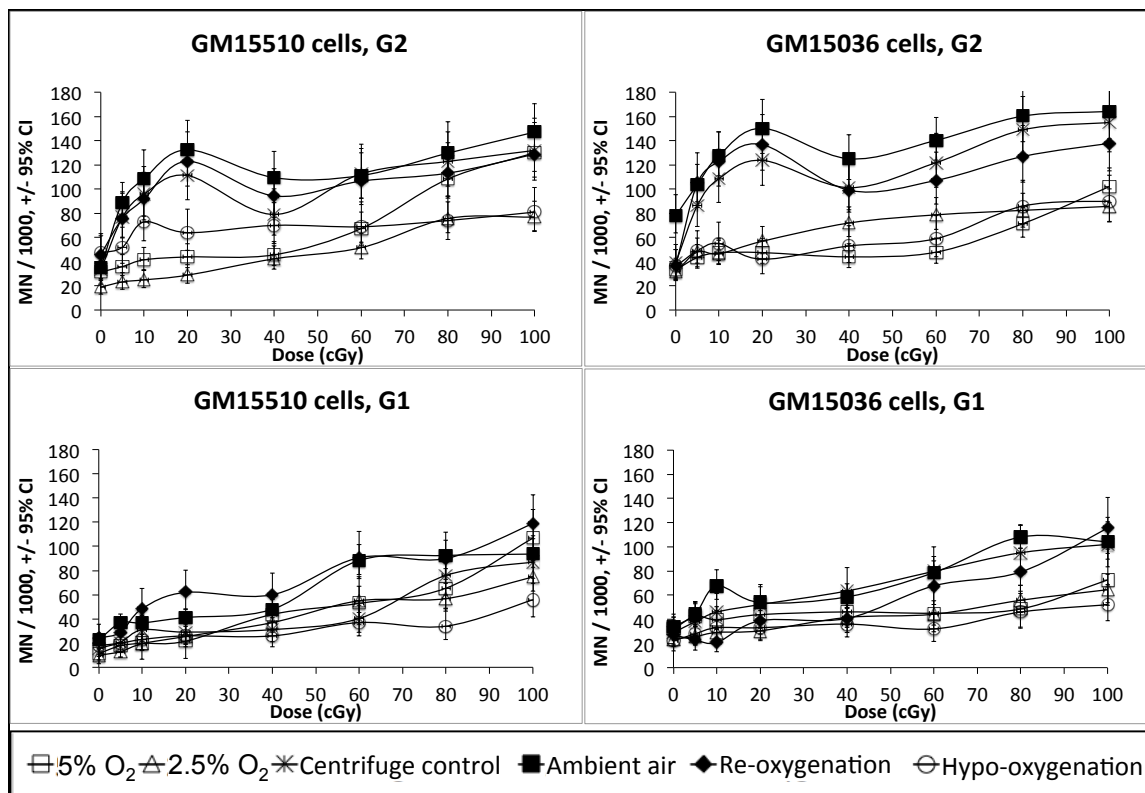 GM15510 cells, G2
MN / 1000, +/- 95% CI
180
160
140
120
100
80
60
40
20
0
0 10 20 30 40 50 60 70 80 90 100
Dose (cGy)
GM15036 cells, G2
MN / 1000, +/- 95% CI
180
160
140
120
100
80
60
40
20
0
0 10 20 30 40 50 60 70 80 90 100
Dose (cGy)
GM15510 cells, G1
MN / 1000, +/- 95% CI
180
160
140
120
100
80
60
40
20
0
0 10 20 30 40 50 60 70 80 90 100
Dose (cGy)
GM15036 cells, G1
MN / 1000, +/- 95% CI
180
160
140
120
100
80
60
40
20
0
0 10 20 30 40 50 60 70 80 90 100
Dose (cGy)
5% O₂ 2.5% O₂ Centrifuge control Ambient air Re-oxygenation Hypo-oxygenation